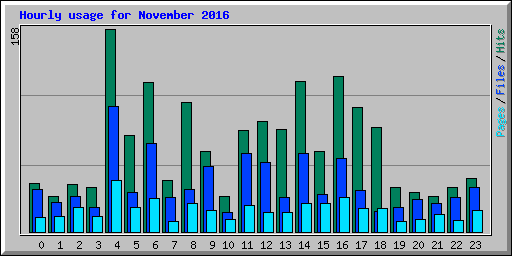 Hourly usage for November 2016
158
Pages / Files / Hits
0 1 2 3 4 5 6 7 8 9 10 11 12 13 14 15 16 17 18 19 20 21 22 23